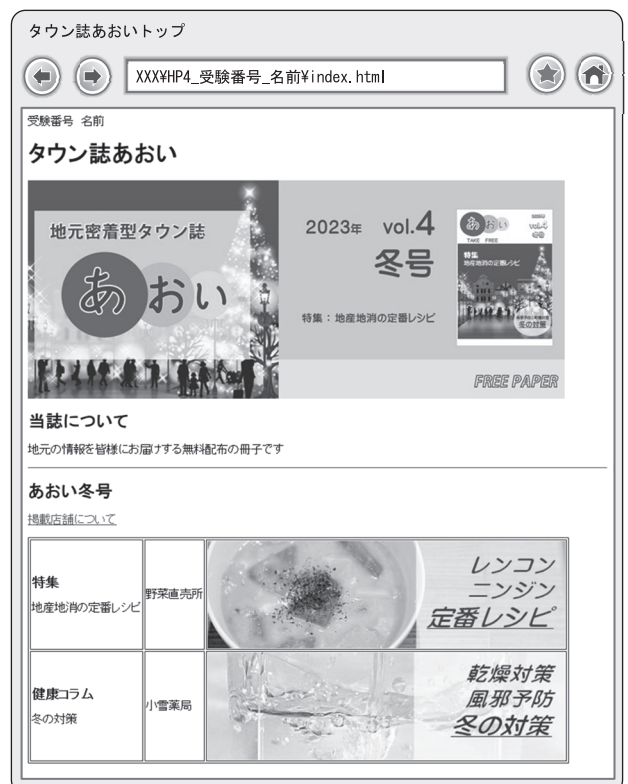 タウン誌あおいトップ
XXX¥HP4_受験番号_名前¥index.html
受験番号 名前
タウン誌あおい
地元密着型タウン誌
あおい
2023年 vol.4
冬号
特集：地産地消の定番レシピ
あおい
vol.4
冬号
TAKE FREE
特集
地産地消の定番レシピ
冬の対策
FREE PAPER
当誌について
地元の情報を皆様にお届けする無料配布の冊子です
あおい冬号
掲載店舗について
特集
地産地消の定番レシピ
野菜直売所
レンコン
ニンジン
定番レシピ
健康コラム
冬の対策
小雪薬局
乾燥対策
風邪予防
冬の対策